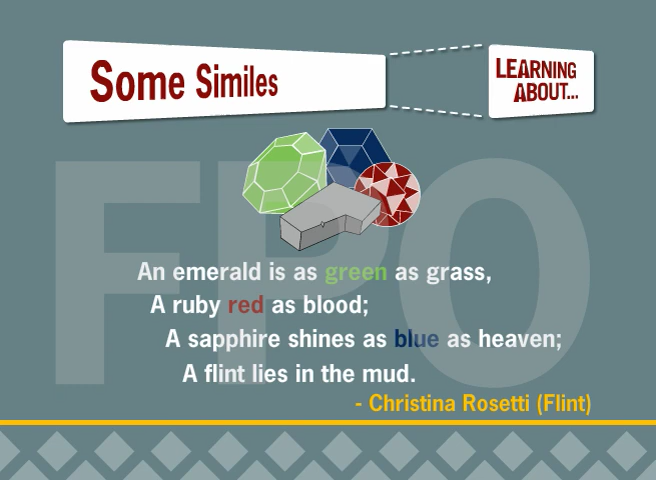 Some Similes
LEARNING
ABOUT...
FPO
An emerald is as green as grass,
A ruby red as blood;
A sapphire shines as blue as heaven;
A flint lies in the mud.
- Christina Rosetti (Flint)